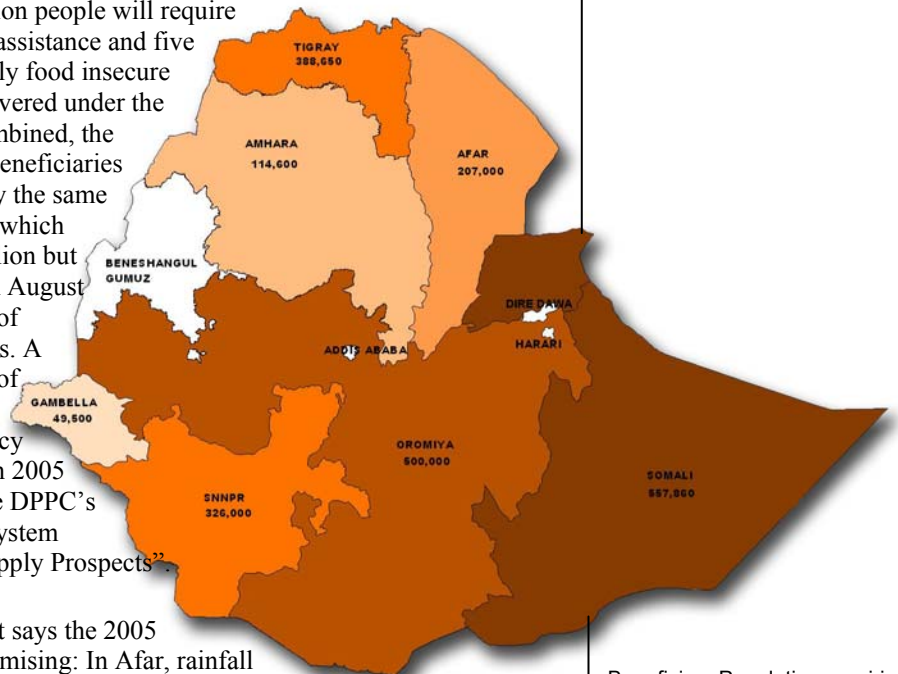 ion people will require
assistance and five
ly food insecure
vered under the
mbined, the
eneficiaries
y the same
which
ion but
August
of
s. A
of
cy
n 2005
e DPPC’s
ystem
pply Prospects”.
t says the 2005
mising: In Afar, rainfall
TIGRAY
388,650
AMHARA
114,600
AFAR
207,000
BENESHANGUL
GUMUZ
DIRE DAWA
HARARI
ADDIS ABABA
GAMBELLA
49,500
OROMIYA
500,000
SOMALI
557,860
SNNPR
326,000